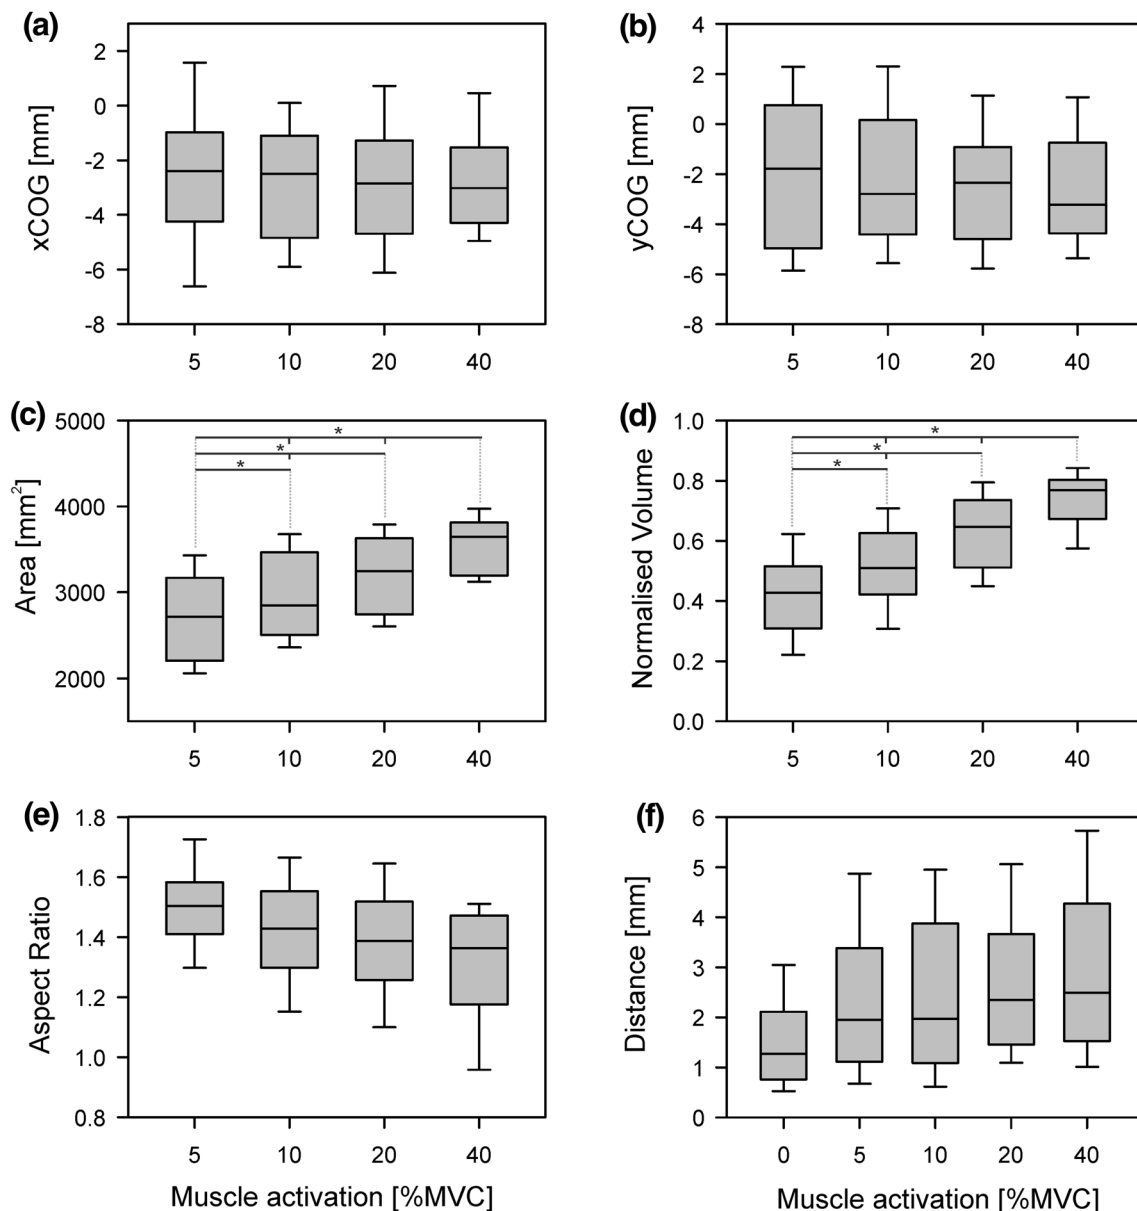 (a)
xCOG [mm]
2
0
-2
-4
-6
-8
5 10 20 40
(b)
yCOG [mm]
4
2
0
-2
-4
-6
-8
5 10 20 40
(c)
Area [mm²]
5000
4000
3000
2000
*
*
*
5 10 20 40
(d)
Normalised Volume
1.0
0.8
0.6
0.4
0.2
0.0
*
*
*
5 10 20 40
(e)
Aspect Ratio
1.8
1.6
1.4
1.2
1.0
0.8
5 10 20 40
Muscle activation [%MVC]
(f)
Distance [mm]
6
5
4
3
2
1
0
0 5 10 20 40
Muscle activation [%MVC]